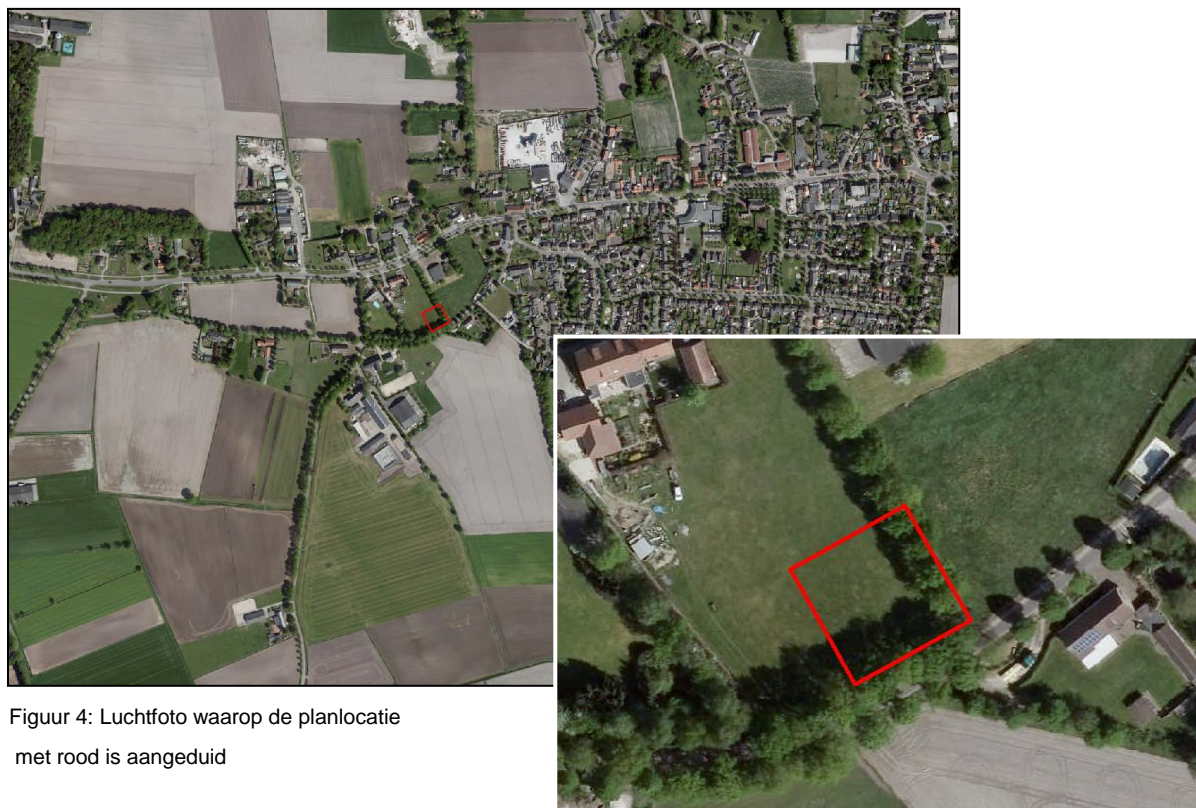 Figuur 4: Luchtfoto waarop de planlocatie
met rood is aangeduid